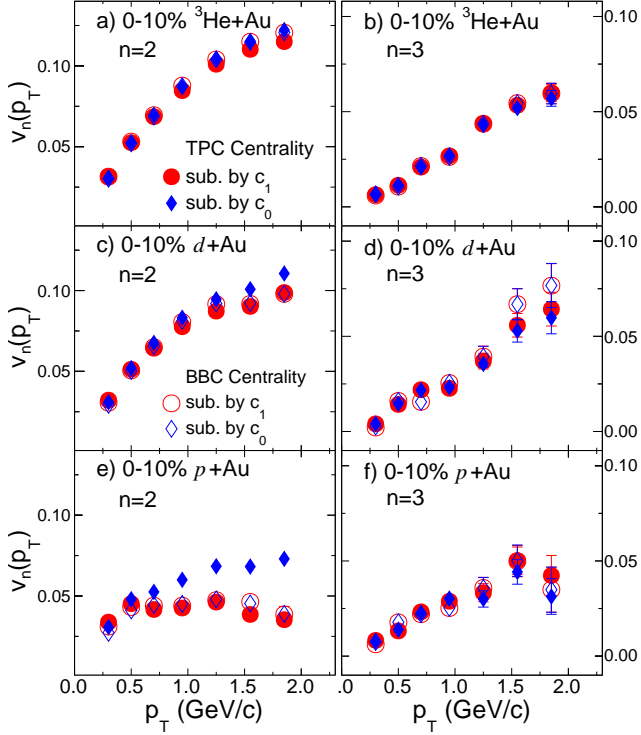 a) 0-10% ³He+Au
n=2
0.10
0.05
vₙ(p_T)
TPC Centrality
sub. by c₁
sub. by c₀
b) 0-10% ³He+Au
n=3
0.10
0.05
0.00
c) 0-10% d+Au
n=2
0.10
0.05
vₙ(p_T)
BBC Centrality
sub. by c₁
sub. by c₀
d) 0-10% d+Au
n=3
0.10
0.05
0.00
e) 0-10% p+Au
n=2
0.10
0.05
vₙ(p_T)
f) 0-10% p+Au
n=3
0.10
0.05
0.00
0.0 0.5 1.0 1.5 2.0
p_T (GeV/c)
.0 0.5 1.0 1.5 2.0
p_T (GeV/c)